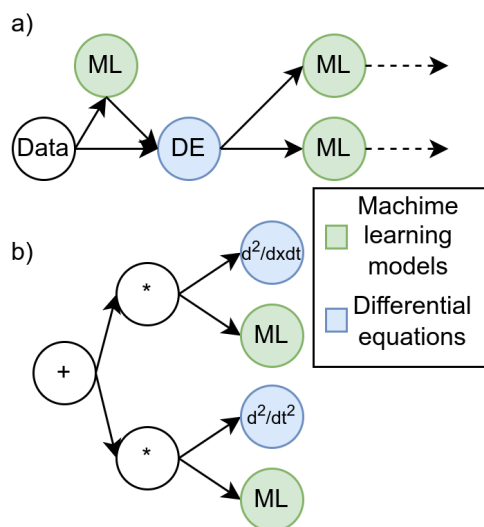 a)
ML
ML
Data
DE
ML
Machime
learning
models
Differential
equations
b)
d²/dxdt
*
ML
+
d²/dt²
*
ML